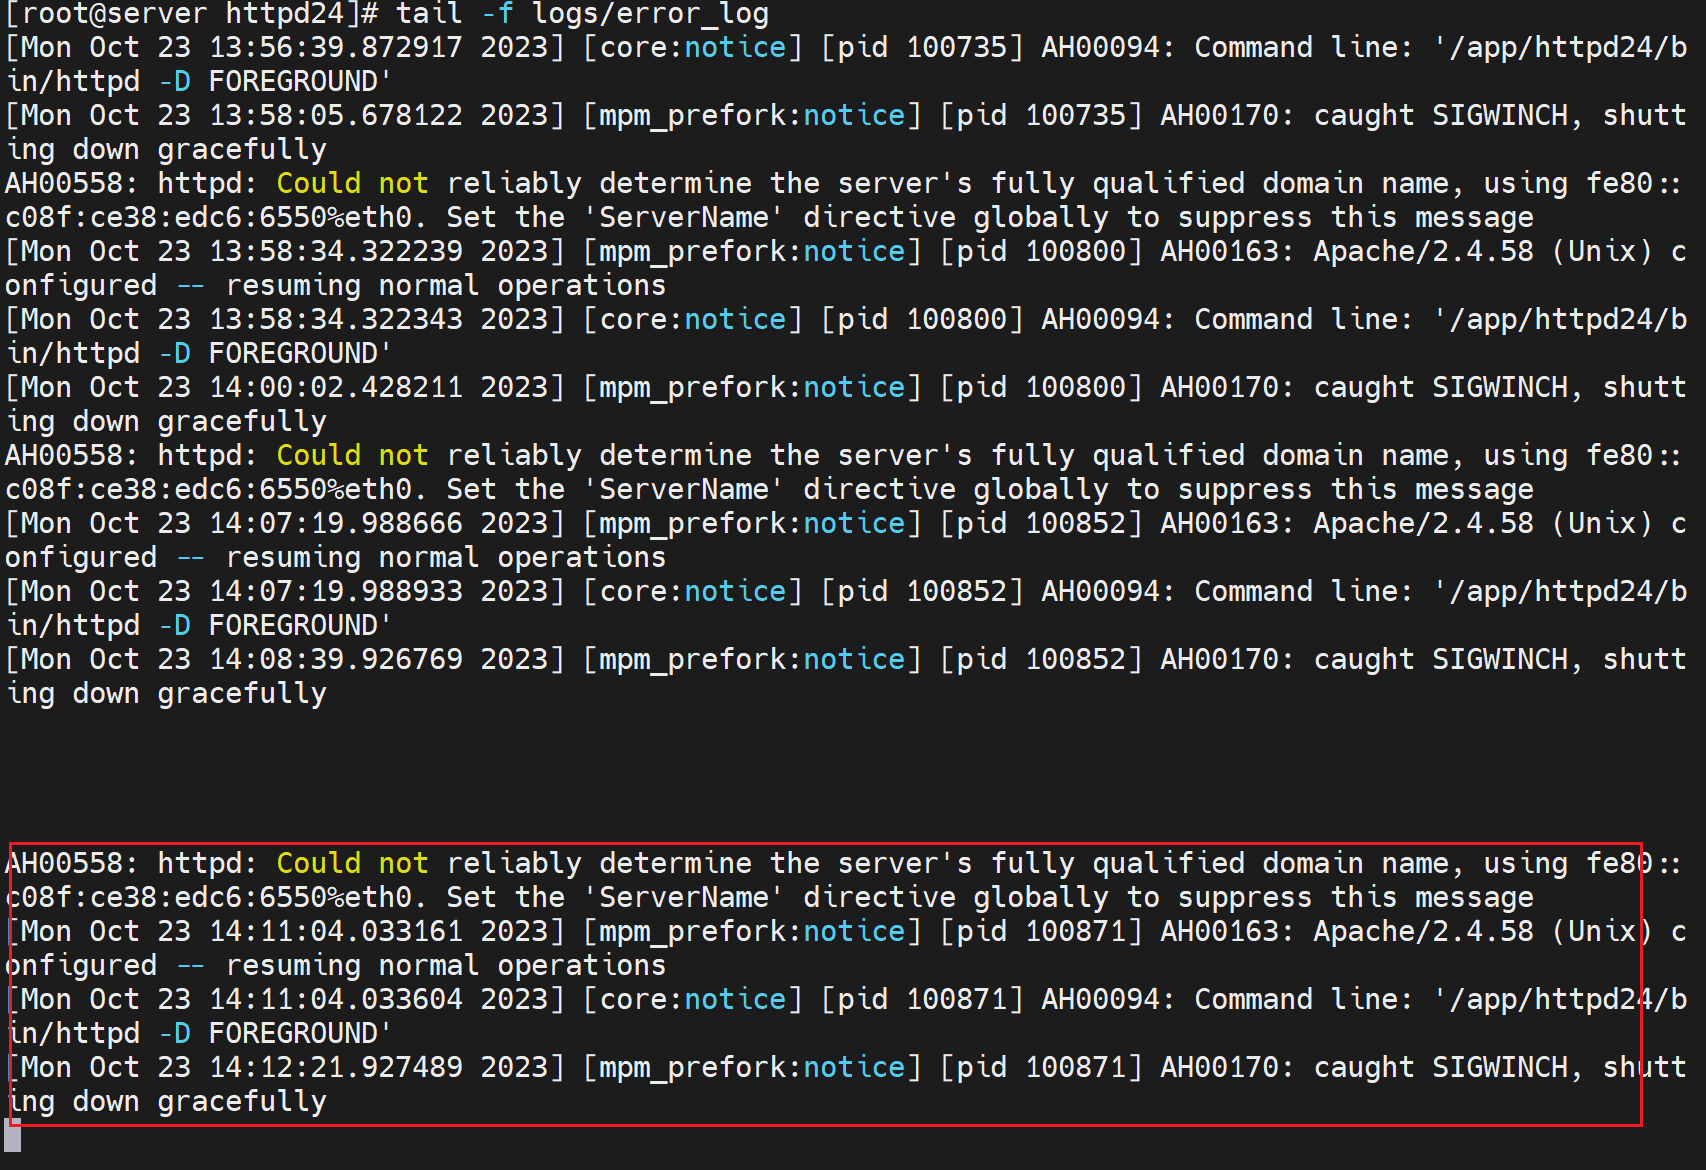 [root@server httpd24]# tail -f logs/error_log
[Mon Oct 23 13:56:39.872917 2023] [core:notice] [pid 100735] AH00094: Command line: '/app/httpd24/b
in/httpd -D FOREGROUND'
[Mon Oct 23 13:58:05.678122 2023] [mpm_prefork:notice] [pid 100735] AH00170: caught SIGWINCH, shutt
ing down gracefully
AH00558: httpd: Could not reliably determine the server's fully qualified domain name, using fe80::
c08f:ce38:edc6:6550%eth0. Set the 'ServerName' directive globally to suppress this message
[Mon Oct 23 13:58:34.322239 2023] [mpm_prefork:notice] [pid 100800] AH00163: Apache/2.4.58 (Unix) c
onfigured -- resuming normal operations
[Mon Oct 23 13:58:34.322343 2023] [core:notice] [pid 100800] AH00094: Command line: '/app/httpd24/b
in/httpd -D FOREGROUND'
[Mon Oct 23 14:00:02.428211 2023] [mpm_prefork:notice] [pid 100800] AH00170: caught SIGWINCH, shutt
ing down gracefully
AH00558: httpd: Could not reliably determine the server's fully qualified domain name, using fe80::
c08f:ce38:edc6:6550%eth0. Set the 'ServerName' directive globally to suppress this message
[Mon Oct 23 14:07:19.988666 2023] [mpm_prefork:notice] [pid 100852] AH00163: Apache/2.4.58 (Unix) c
onfigured -- resuming normal operations
[Mon Oct 23 14:07:19.988933 2023] [core:notice] [pid 100852] AH00094: Command line: '/app/httpd24/b
in/httpd -D FOREGROUND'
[Mon Oct 23 14:08:39.926769 2023] [mpm_prefork:notice] [pid 100852] AH00170: caught SIGWINCH, shutt
ing down gracefully
AH00558: httpd: Could not reliably determine the server's fully qualified domain name, using fe80::
c08f:ce38:edc6:6550%eth0. Set the 'ServerName' directive globally to suppress this message
[Mon Oct 23 14:11:04.033161 2023] [mpm_prefork:notice] [pid 100871] AH00163: Apache/2.4.58 (Unix) c
onfigured -- resuming normal operations
[Mon Oct 23 14:11:04.033604 2023] [core:notice] [pid 100871] AH00094: Command line: '/app/httpd24/b
in/httpd -D FOREGROUND'
[Mon Oct 23 14:12:21.927489 2023] [mpm_prefork:notice] [pid 100871] AH00170: caught SIGWINCH, shutt
ing down gracefully